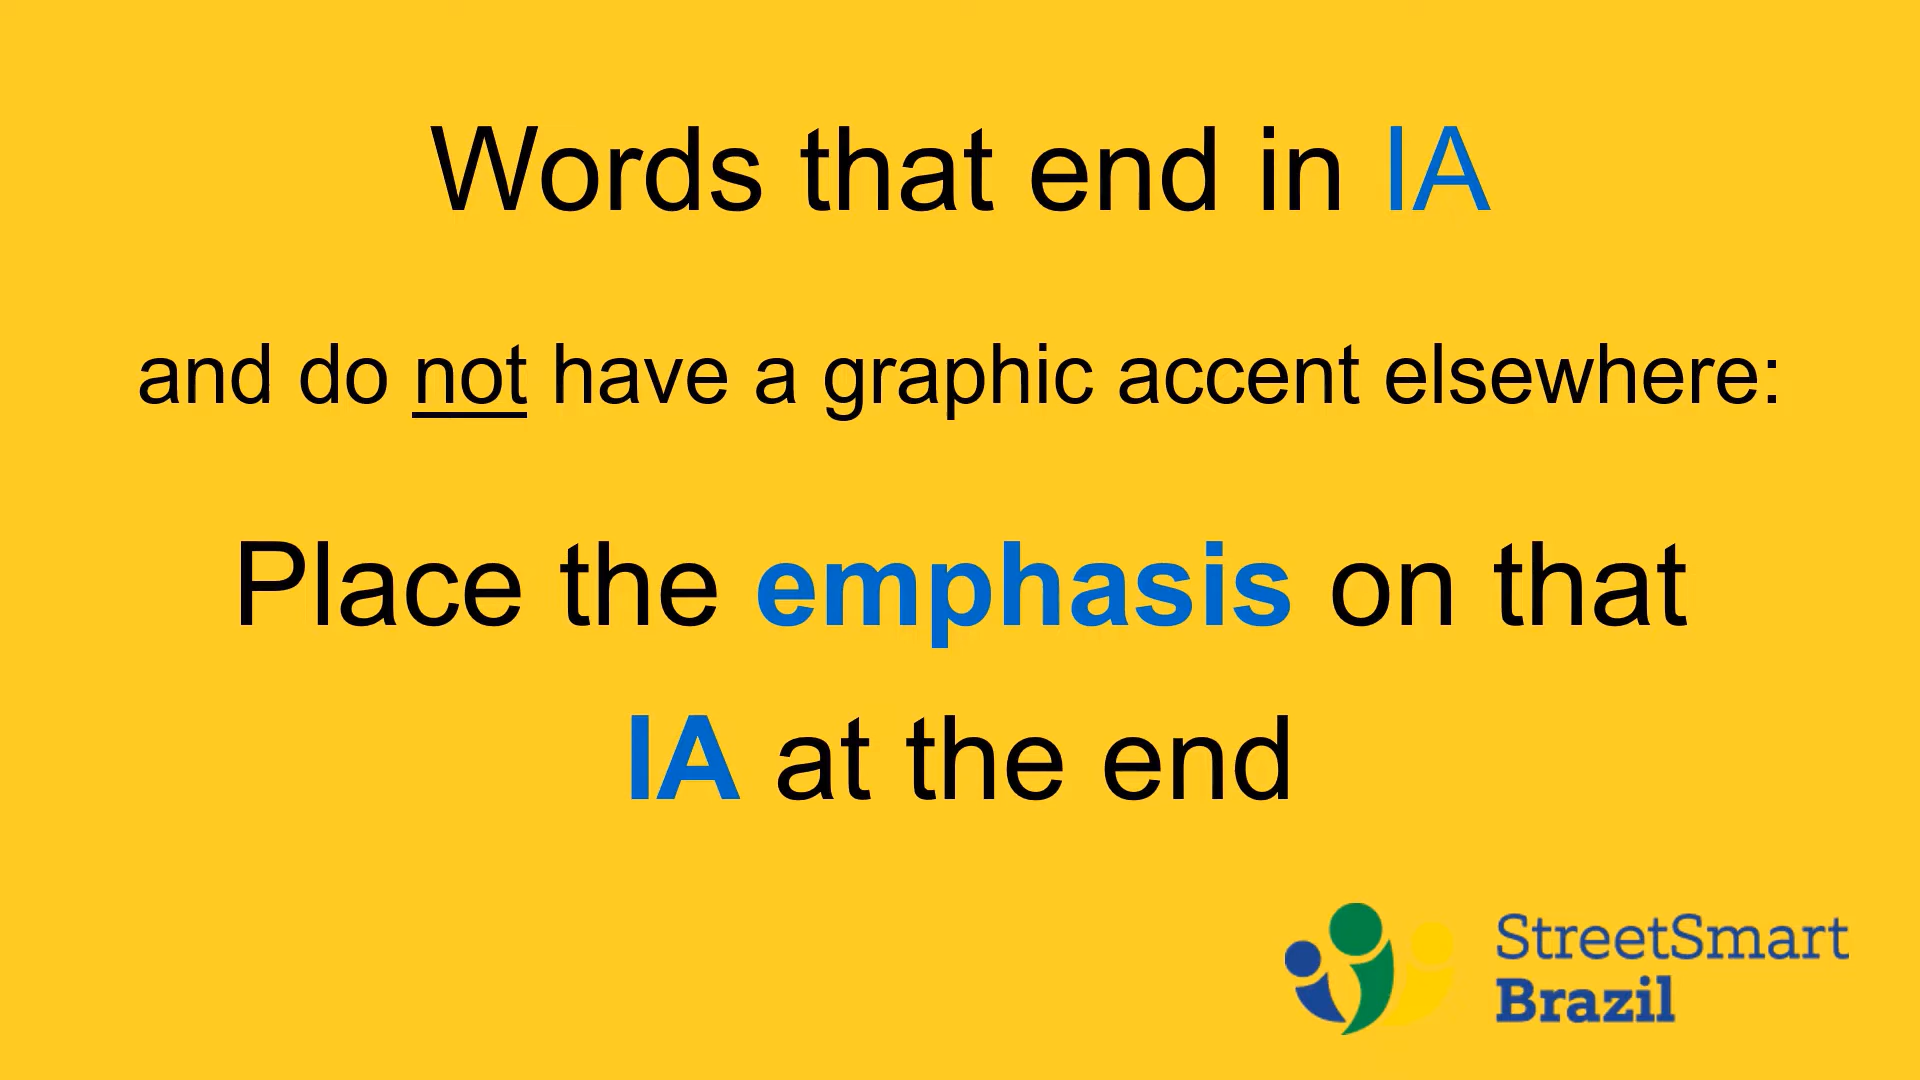 Words that end in IA
and do not have a graphic accent elsewhere:
Place the emphasis on that
IA at the end
StreetSmart
Brazil